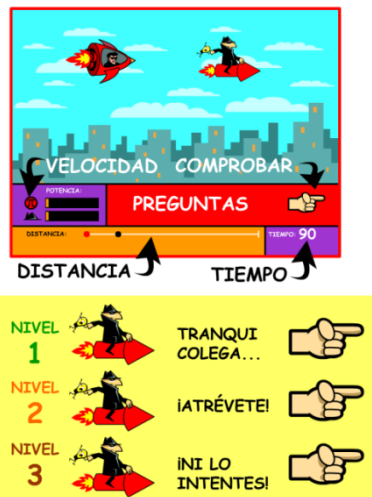 VELOCIDAD COMPROBAR
POTENCIA:
PREGUNTAS
DISTANCIA:
TIEMPO: 90
DISTANCIA
TIEMPO
NIVEL
1
TRANQUI
COLEGA...
NIVEL
2
¡ATRÉVETE!
NIVEL
3
¡NI LO
INTENTES!